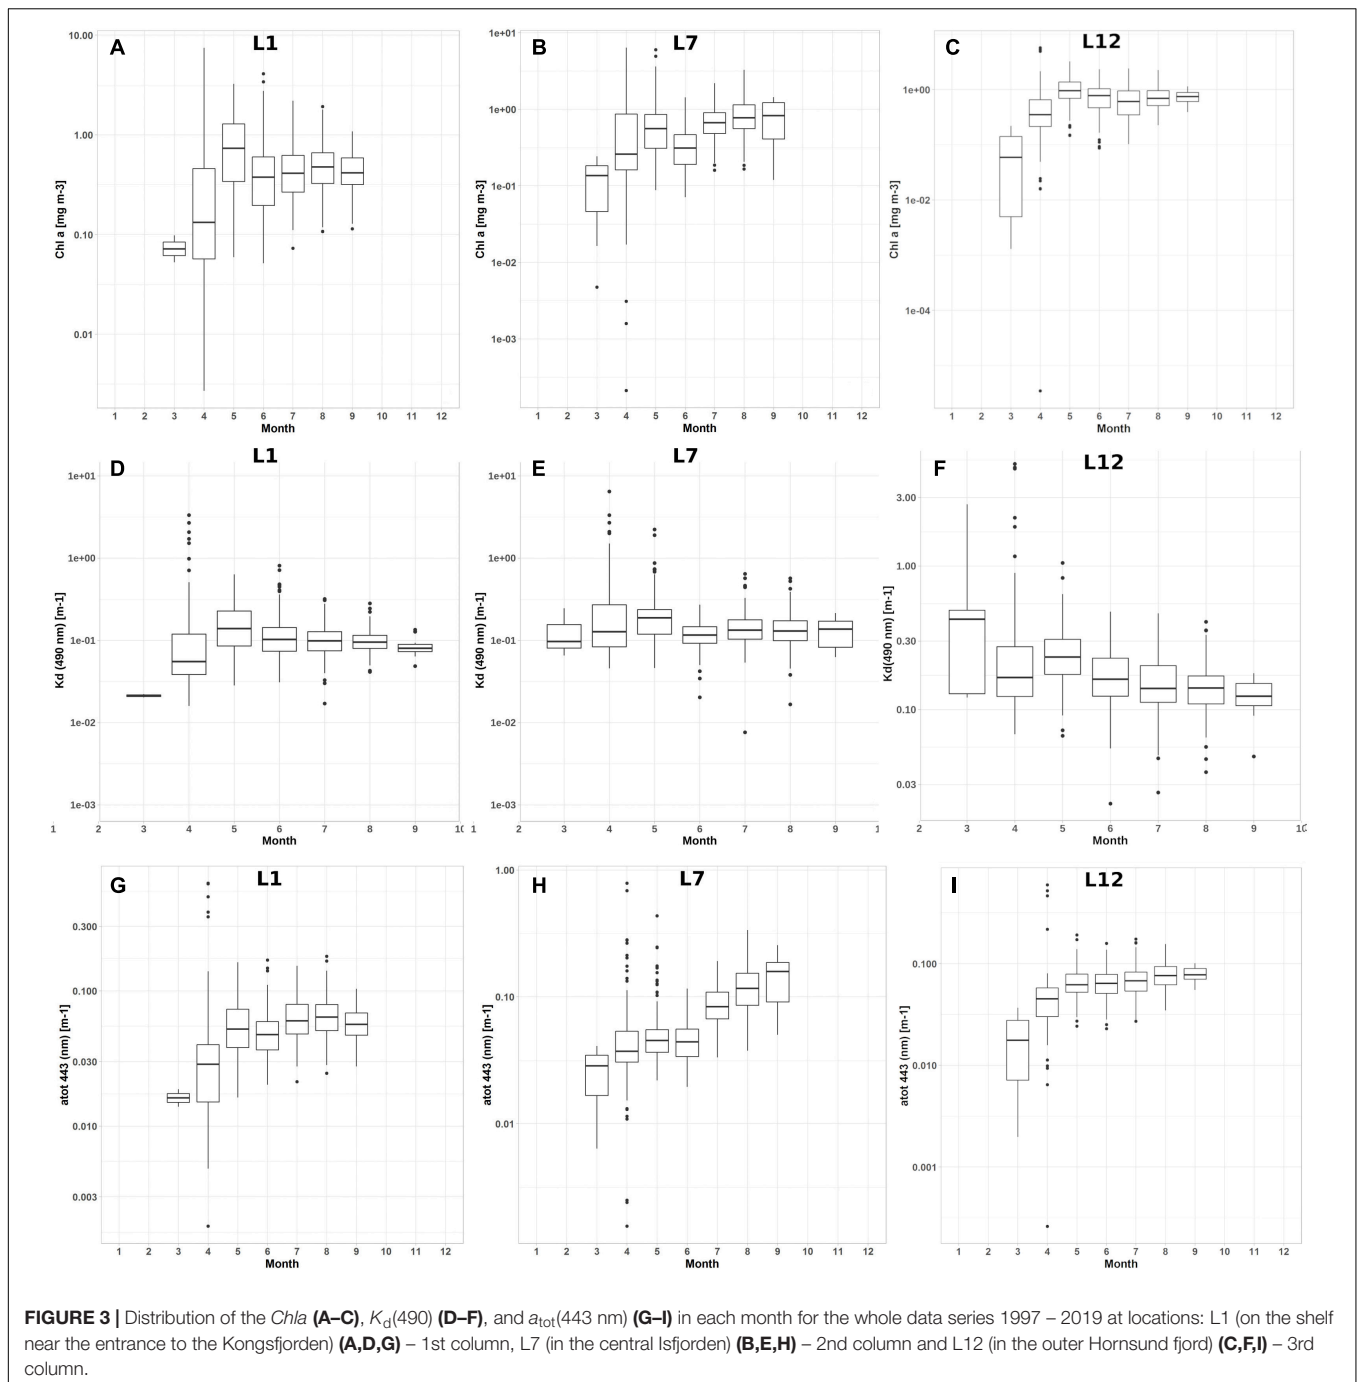 A L1
10.00
1.00
0.10
0.01
Chl a [mg m-3]
1 2 3 4 5 6 7 8 9 10 11 12
Month
B L7
1e+01
1e+00
1e-01
1e-02
1e-03
Chl a [mg m-3]
1 2 3 4 5 6 7 8 9 10 11 12
Month
C L12
1e+00
1e-02
1e-04
Chl a [mg m-3]
1 2 3 4 5 6 7 8 9 10 11 12
Month
D L1
1e+01
1e+00
1e-01
1e-02
1e-03
Kd (490 nm) [m-1]
1 2 3 4 5 6 7 8 9 10
Month
E L7
1e+01
1e+00
1e-01
1e-02
1e-03
Kd (490 nm) [m-1]
1 2 3 4 5 6 7 8 9 1
Month
F L12
3.00
1.00
0.30
0.10
0.03
Kd(490 nm) [m-1]
2 3 4 5 6 7 8 9 10
Month
G L1
0.300
0.100
0.030
0.010
0.003
atot 443 (nm) [m-1]
1 2 3 4 5 6 7 8 9 10 11 12
Month
H L7
1.00
0.10
0.01
atot 443 (nm) [m-1]
1 2 3 4 5 6 7 8 9 10 11 12
Month
I L12
0.100
0.010
0.001
atot 443 (nm) [m-1]
1 2 3 4 5 6 7 8 9 10 11 12
Month
FIGURE 3 | Distribution of the Chla (A–C), Kd(490) (D–F), and atot(443 nm) (G–I) in each month for the whole data series 1997 – 2019 at locations: L1 (on the shelf
near the entrance to the Kongsfjorden) (A,D,G) – 1st column, L7 (in the central Isfjorden) (B,E,H) – 2nd column and L12 (in the outer Hornsund fjord) (C,F,I) – 3rd
column.